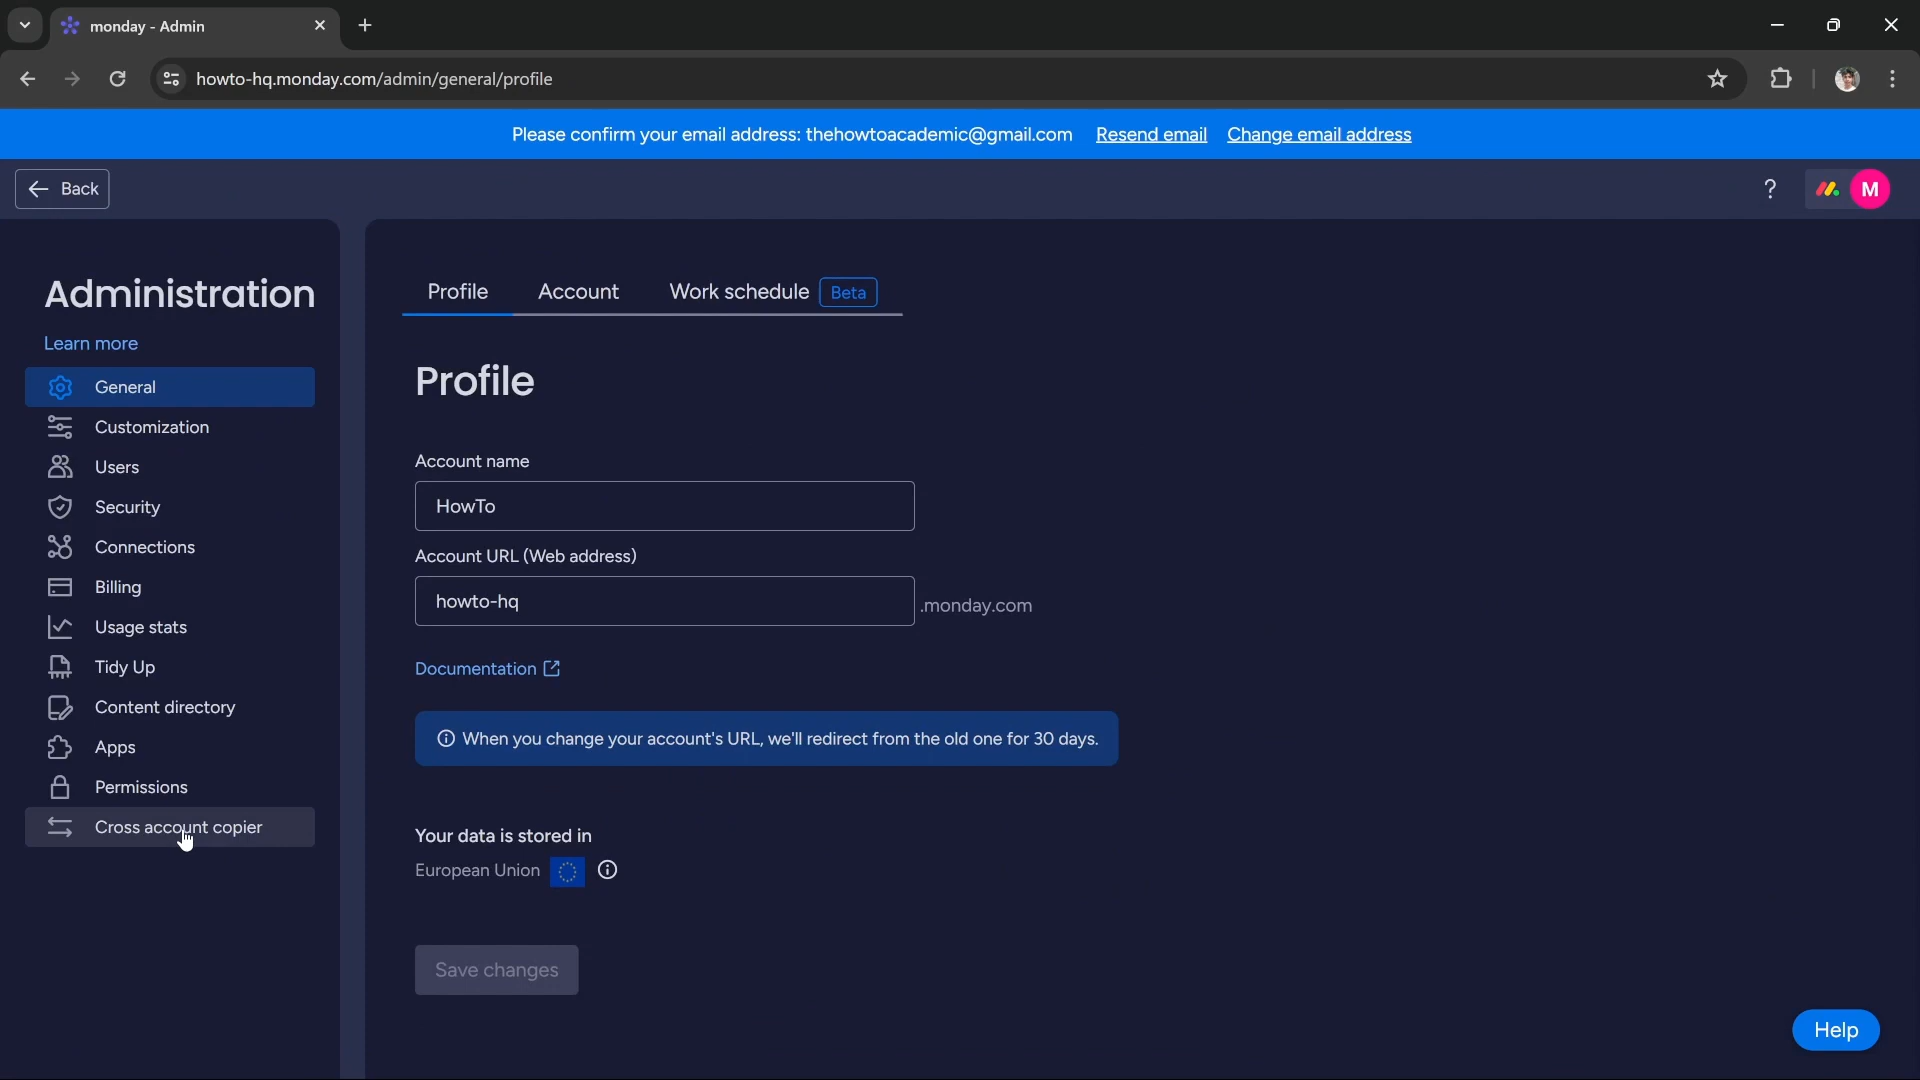 monday - Admin
howto-hq.monday.com/admin/general/profile
Please confirm your email address: thehowtoacademic@gmail.com Resend email Change email address
Back
? M
Administration
Learn more
General
Customization
Users
Security
Connections
Billing
Usage stats
Tidy Up
Content directory
Apps
Permissions
Cross account copier
Profile Account Work schedule Beta
Profile
Account name
HowTo
Account URL (Web address)
howto-hq .monday.com
Documentation
When you change your account's URL, we'll redirect from the old one for 30 days.
Your data is stored in
European Union
Save changes
Help